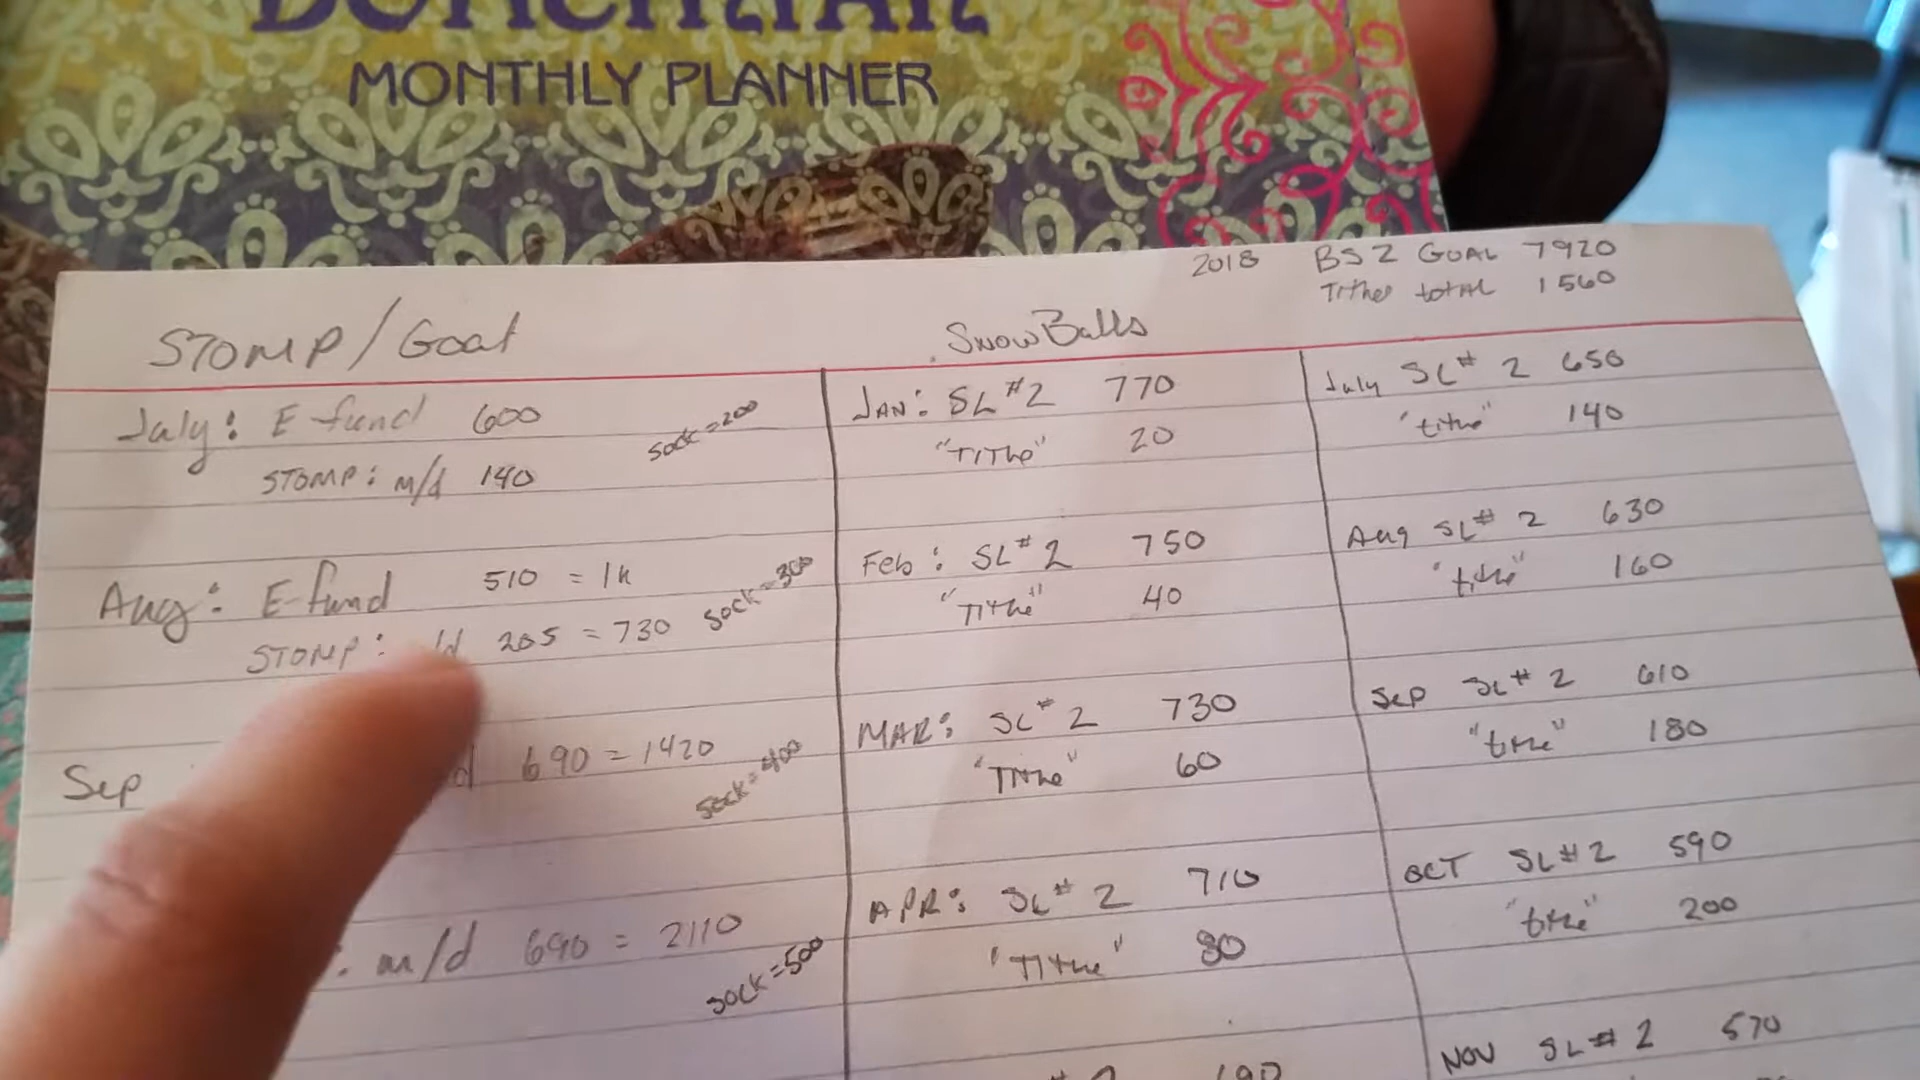 MONTHLY PLANNER
2018 BS2 GOAL 7920
Tithes total 1560
STOMP/Goal
SnowBalls
July: E-fund 600
sock=200
STOMP: m/d 140
Aug: E-fund 510 = 1k
STOMP: 205 = 730
sock=300
Sep 690 = 1420
sock=400
m/d 690 = 2110
sock=500
JAN: SL #2 770
"Tithe" 20
Feb: SL #2 750
"Tithe" 40
MAR: SL #2 730
"Tithe" 60
APR: SL #2 710
"Tithe" 80
July SL #2 650
"tithe" 140
Aug SL #2 630
"tithe" 160
Sep SL #2 610
"tithe" 180
OCT SL #2 590
"tithe" 200
NOV SL #2 570